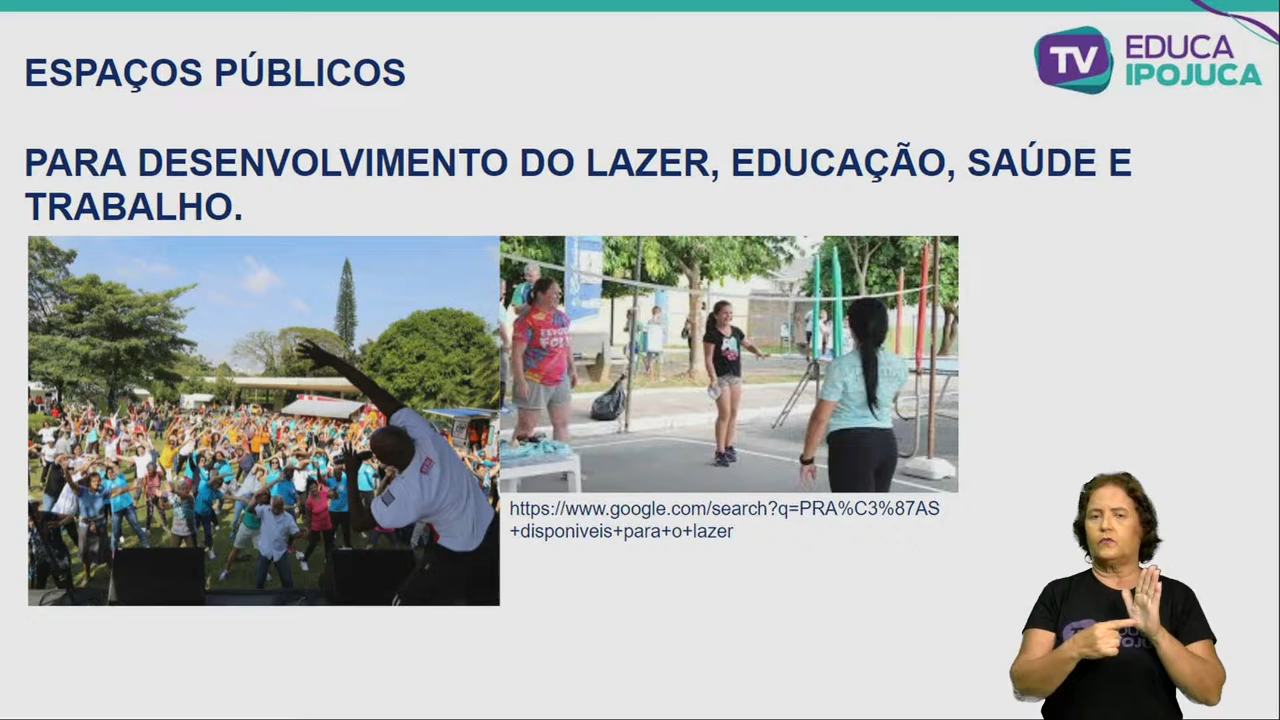 ESPAÇOS PÚBLICOS
TV EDUCA
IPOJUCA
PARA DESENVOLVIMENTO DO LAZER, EDUCAÇÃO, SAÚDE E
TRABALHO.
https://www.google.com/search?q=PRA%C3%87AS
+disponiveis+para+o+lazer
TV